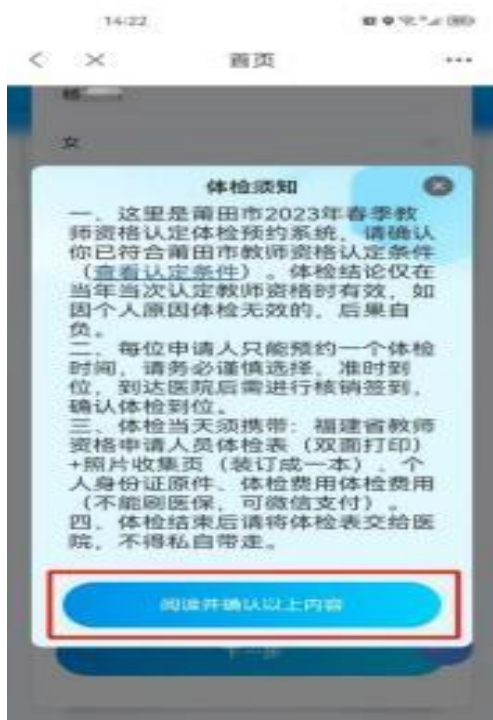 14:22
首页
女
体检须知
一、这里是莆田市2023年春季教
师资格认定体检预约系统，请确认
你已符合莆田市教师资格认定条件
（查看认定条件）。体检结论仅在
当年当次认定教师资格时有效，如
因个人原因体检无效的，后果自
负。
二、每位申请人只能预约一个体检
时间，请务必谨慎选择，准时到
位，到达医院后需进行核销签到，
确认体检到位。
三、体检当天须携带：福建省教师
资格申请人员体检表（双面打印）
+照片收集页（装订成一本）、个
人身份证原件、体检费用体检费用
（不能刷医保，可微信支付）。
四、体检结束后请将体检表交给医
院，不得私自带走。
阅读并确认以上内容
下一步